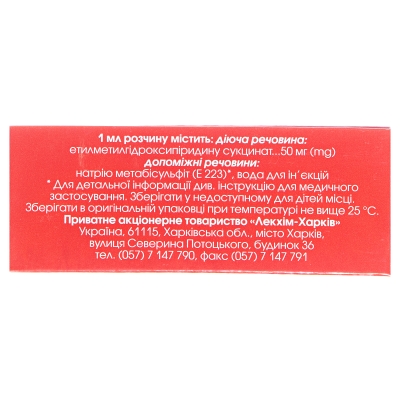 1 мл розчину містить: діюча речовина:
етилметилгідроксипіридину сукцинат...50 мг (mg)
допоміжні речовини:
натрію метабісульфіт (Е 223)*, вода для ін`єкцій
* Для детальної інформації див. інструкцію для медичного
застосування. Зберігати у недоступному для дітей місці.
Зберігати в оригінальній упаковці при температурі не вище 25 °С.
Приватне акціонерне товариство «Лекхім-Харків»
Україна, 61115, Харківська обл., місто Харків,
вулиця Северина Потоцького, будинок 36
тел. (057) 7 147 790, факс (057) 7 147 791